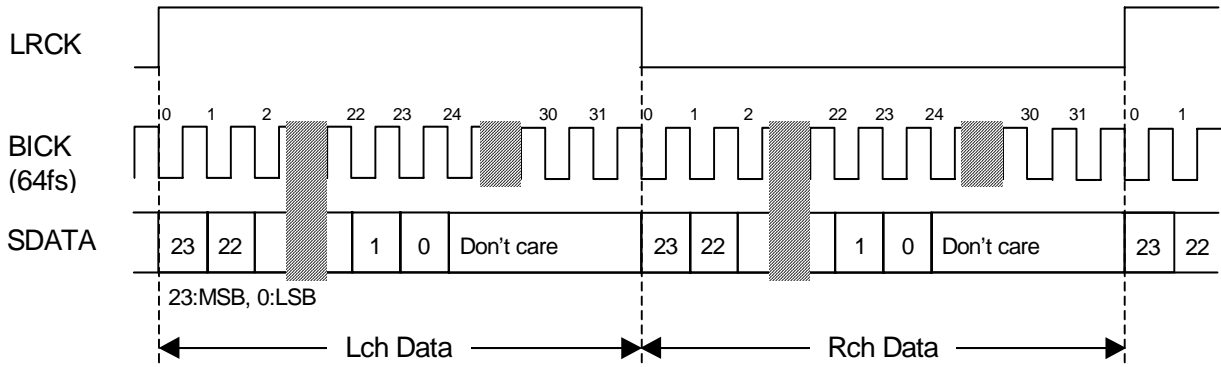 LRCK
0 1 2 22 23 24 30 31 0 1 2 22 23 24 30 31 0 1
BICK
(64fs)
SDATA 23 22 1 0 Don't care 23 22 1 0 Don't care 23 22
23:MSB, 0:LSB
Lch Data Rch Data